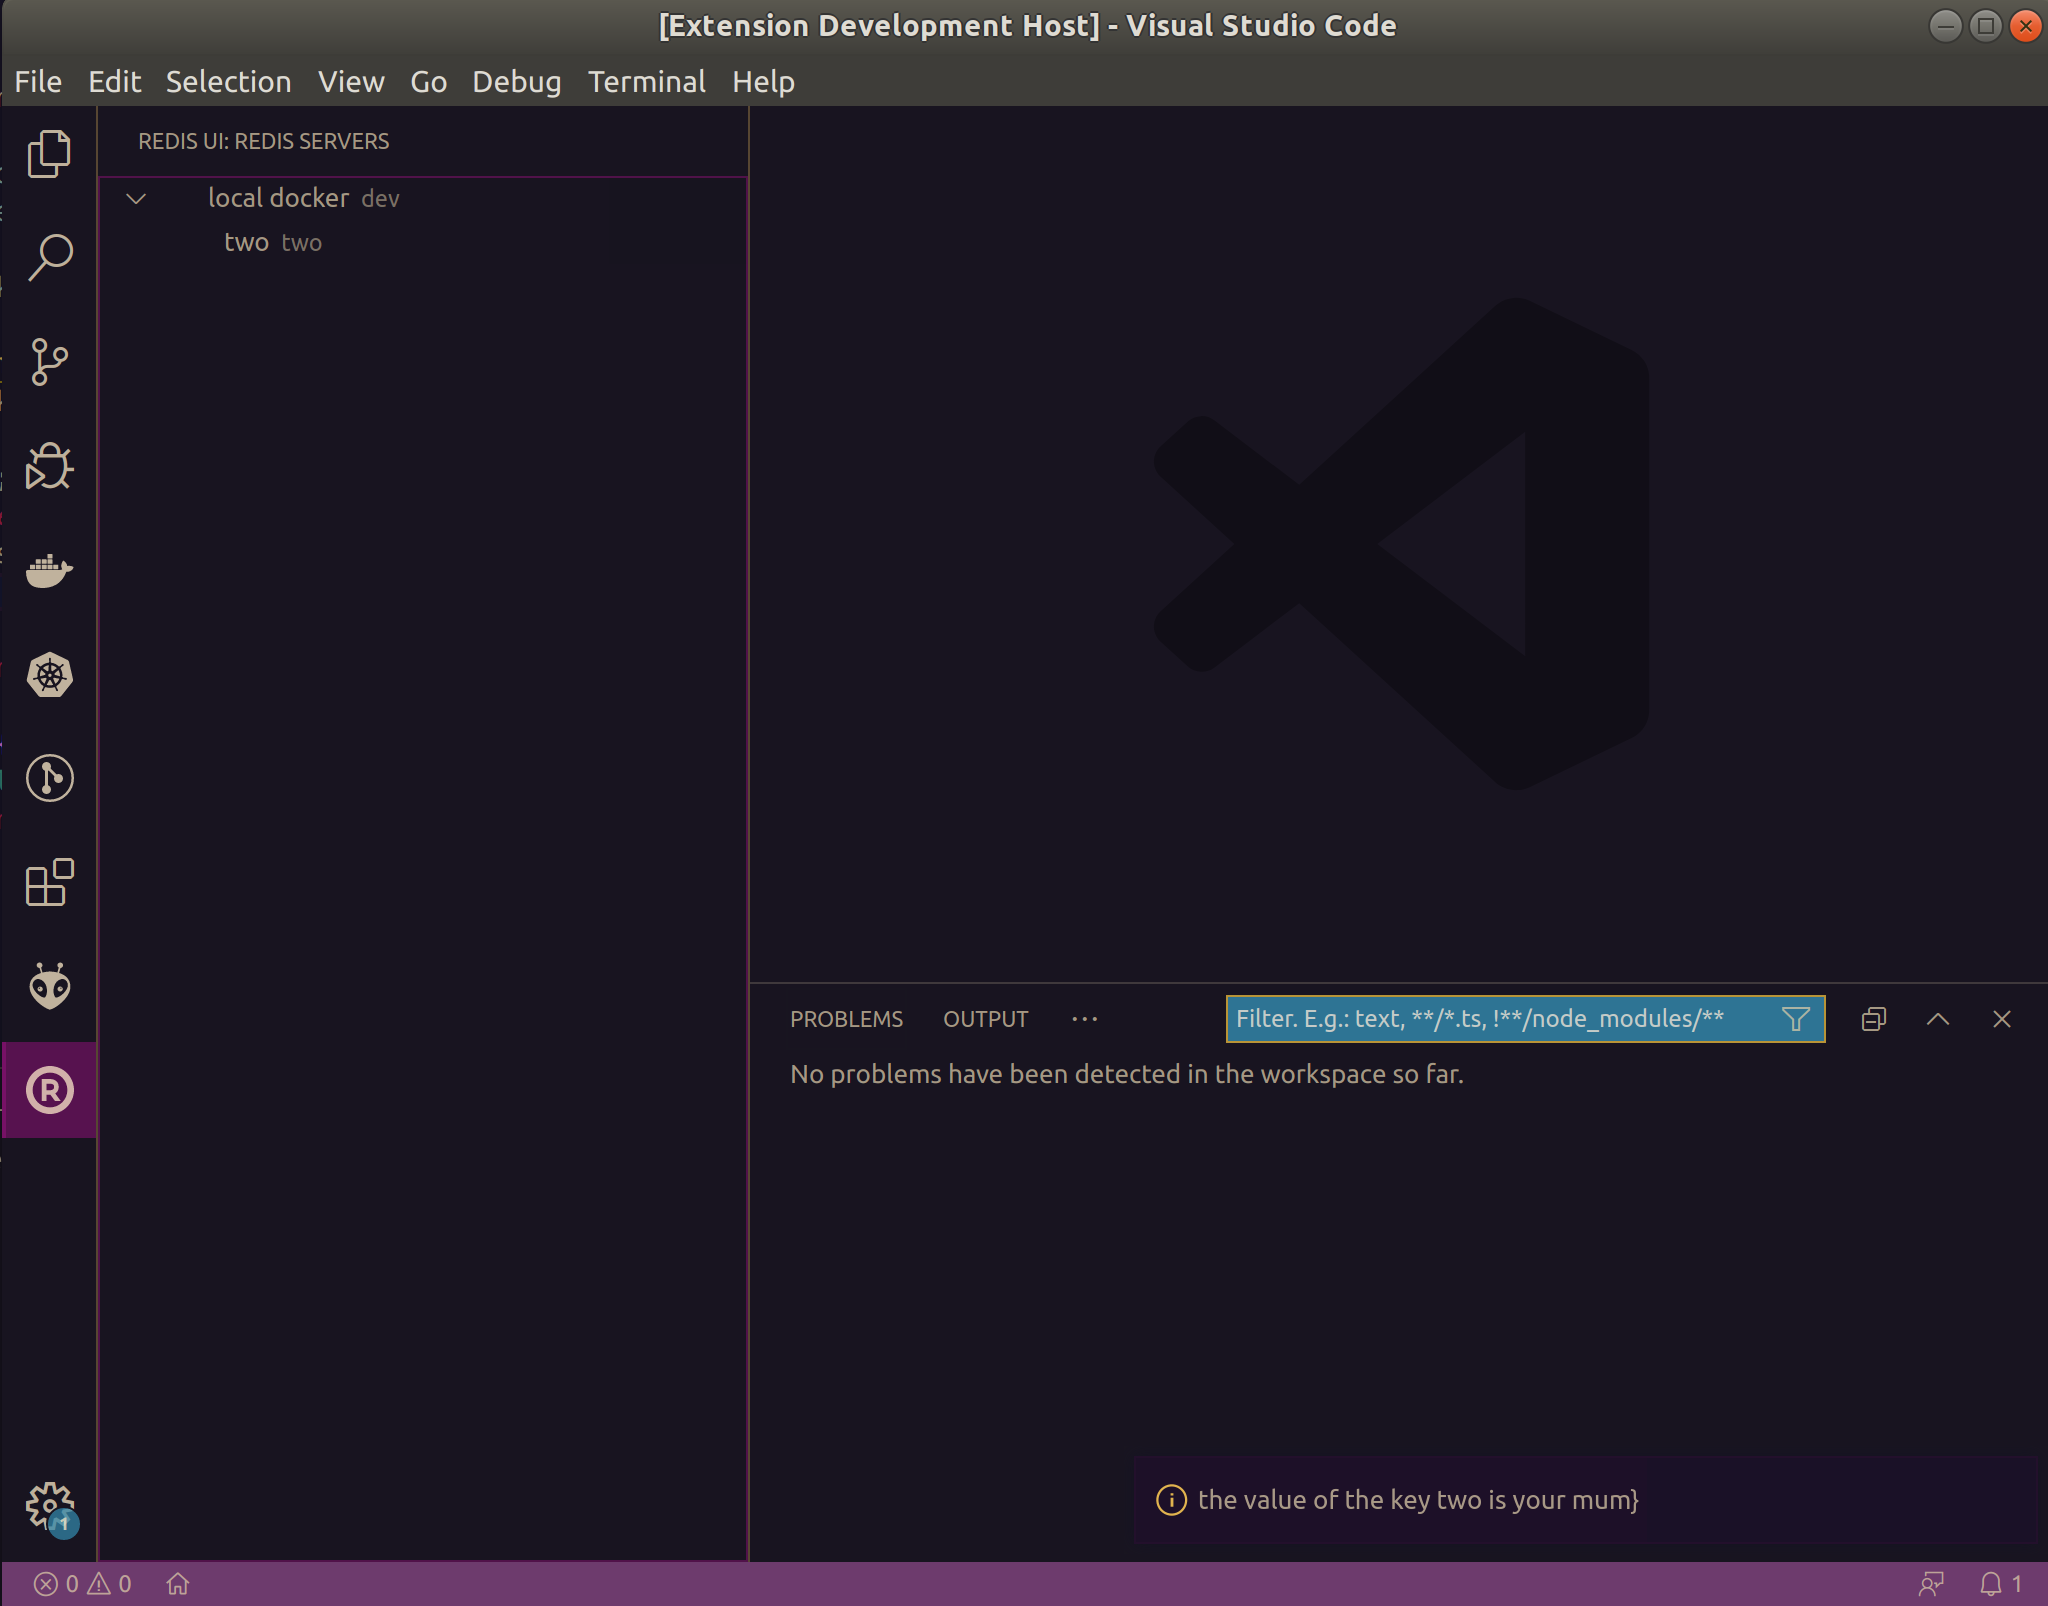 [Extension Development Host] - Visual Studio Code
File Edit Selection View Go Debug Terminal Help
REDIS UI: REDIS SERVERS
local docker dev
two two
R
PROBLEMS OUTPUT ···
Filter. E.g.: text, **/*.ts, !**/node_modules/**
No problems have been detected in the workspace so far.
the value of the key two is your mum}
1
0 0
1